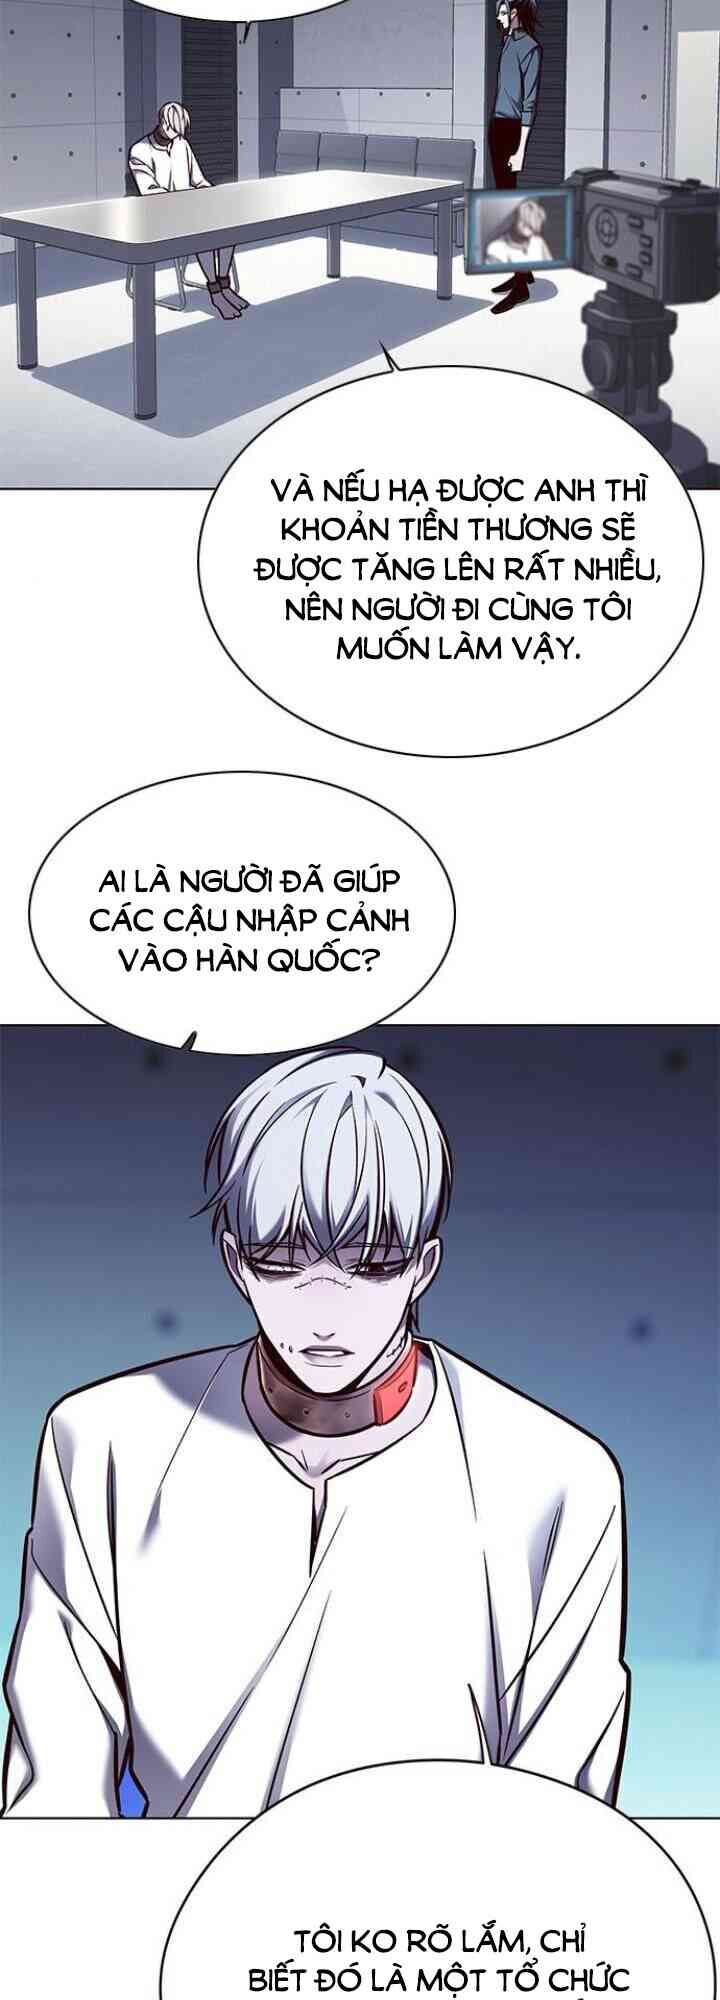 VÀ NẾU HẠ ĐƯỢC ANH THÌ
KHOẢN TIỀN THƯƠNG SẼ
ĐƯỢC TĂNG LÊN RẤT NHIỀU,
NÊN NGƯỜI ĐI CÙNG TÔI
MUỐN LÀM VẬY.
AI LÀ NGƯỜI ĐÃ GIÚP
CÁC CẬU NHẬP CẢNH
VÀO HÀN QUỐC?
TÔI KO RÕ LẮM, CHỈ
BIẾT ĐÓ LÀ MỘT TỔ CHỨC